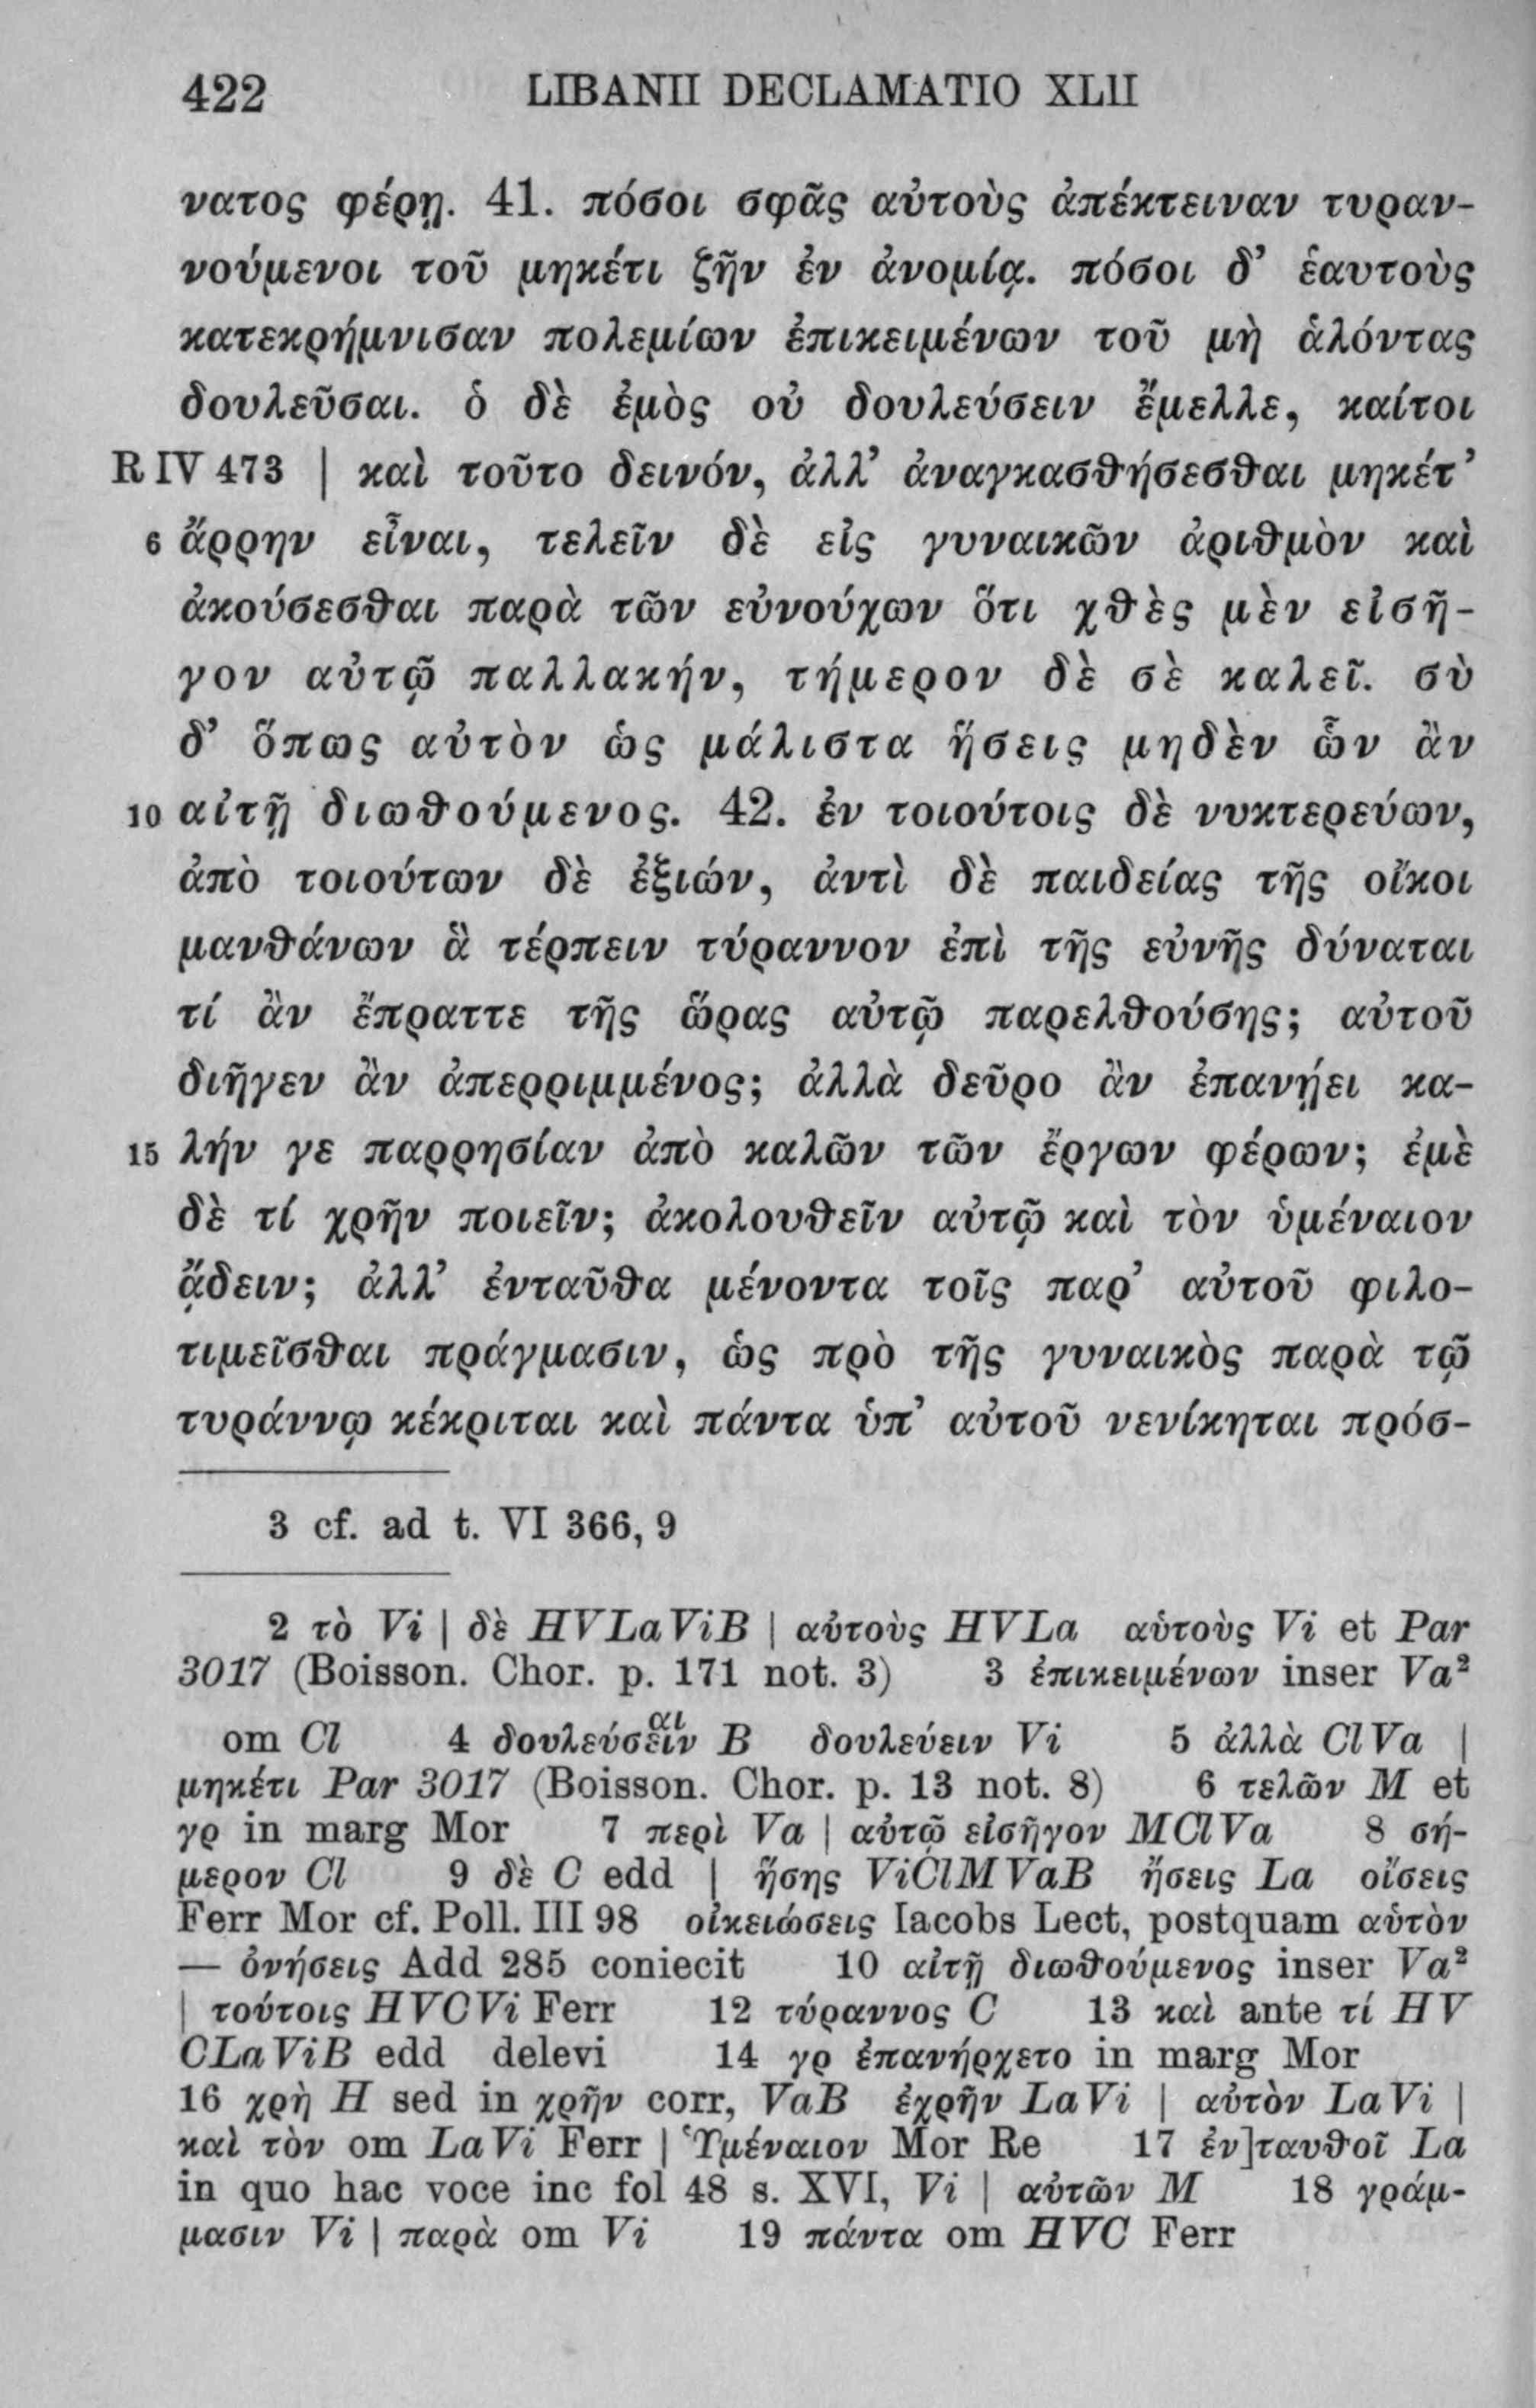 422 LIBANII DECLAMATIO XLII
νατος φέρῃ. 41. πόσοι σφᾶς αὐτοὺς ἀπέκτειναν τυραν-
νούμενοι τοῦ μηκέτι ζῆν ἐν ἀνομίᾳ. πόσοι δ’ ἑαυτοὺς
κατεκρήμνισαν πολεμίων ἐπικειμένων τοῦ μὴ ἁλόντας
δουλεῦσαι. ὁ δὲ ἐμὸς οὐ δουλεύσειν ἔμελλε, καίτοι
R IV 473 | καὶ τοῦτο δεινόν, ἀλλ’ ἀναγκασθήσεσθαι μηκέτ’
6 ἄρρην εἶναι, τελεῖν δὲ εἰς γυναικῶν ἀριθμὸν καὶ
ἀκούσεσθαι παρὰ τῶν εὐνούχων ὅτι χθὲς μὲν εἰσῆ-
γον αὐτῷ παλλακήν, τήμερον δὲ σὲ καλεῖ. σὺ
δ’ ὅπως αὐτὸν ὡς μάλιστα ᾕσεις μηδὲν ὧν ἂν
10 αἰτῇ διωθούμενος. 42. ἐν τοιούτοις δὲ νυκτερεύων,
ἀπὸ τοιούτων δὲ ἐξιών, ἀντὶ δὲ παιδείας τῆς οἴκοι
μανθάνων ἃ τέρπειν τύραννον ἐπὶ τῆς εὐνῆς δύναται
τί ἂν ἔπραττε τῆς ὥρας αὐτῷ παρελθούσης; αὐτοῦ
διῆγεν ἂν ἀπερριμμένος; ἀλλὰ δεῦρο ἂν ἐπανῄει κα-
15 λήν γε παρρησίαν ἀπὸ καλῶν τῶν ἔργων φέρων; ἐμὲ
δὲ τί χρῆν ποιεῖν; ἀκολουθεῖν αὐτῷ καὶ τὸν ὑμέναιον
ᾄδειν; ἀλλ’ ἐνταῦθα μένοντα τοῖς παρ’ αὐτοῦ φιλο-
τιμεῖσθαι πράγμασιν, ὡς πρὸ τῆς γυναικὸς παρὰ τῷ
τυράννῳ κέκριται καὶ πάντα ὑπ’ αὐτοῦ νενίκηται πρόσ-
3 cf. ad t. VI 366, 9
2 τὸ Vi | δὲ HVLaViB | αὐτοὺς HVLa αὑτοὺς Vi et Par
3017 (Boisson. Chor. p. 171 not. 3) 3 ἐπικειμένων inser Va²
αι
om Cl 4 δουλεύσειν B δουλεύειν Vi 5 ἀλλὰ ClVa |
μηκέτι Par 3017 (Boisson. Chor. p. 13 not. 8) 6 τελῶν M et
γρ in marg Mor 7 περὶ Va | αὐτῷ εἰσῆγον MClVa 8 σή-
μερον Cl 9 δὲ C edd | ᾕσης ViClMVaB ἥσεις La οἴσεις
Ferr Mor cf. Poll. III 98 οἰκειώσεις Iacobs Lect, postquam αὑτὸν
— ὀνήσεις Add 285 coniecit 10 αἰτῇ διωθούμενος inser Va²
| τούτοις HVCVi Ferr 12 τύραννος C 13 καὶ ante τί HV
CLaViB edd delevi 14 γρ ἐπανήρχετο in marg Mor
16 χρὴ H sed in χρῆν corr, VaB ἐχρῆν LaVi | αὐτὸν LaVi |
καὶ τὸν om LaVi Ferr | Ὑμέναιον Mor Re 17 ἐν]ταυθοῖ La
in quo hac voce inc fol 48 s. XVI, Vi | αὐτῶν M 18 γράμ-
μασιν Vi | παρὰ om Vi 19 πάντα om HVC Ferr